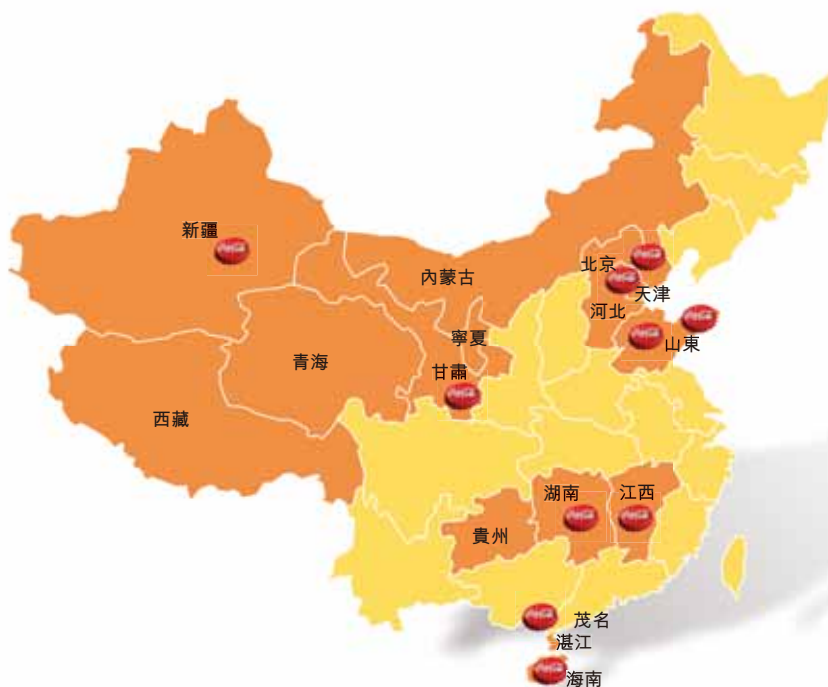 新疆
內蒙古
北京
天津
河北
山東
寧夏
甘肅
青海
西藏
湖南
江西
貴州
茂名
湛江
海南